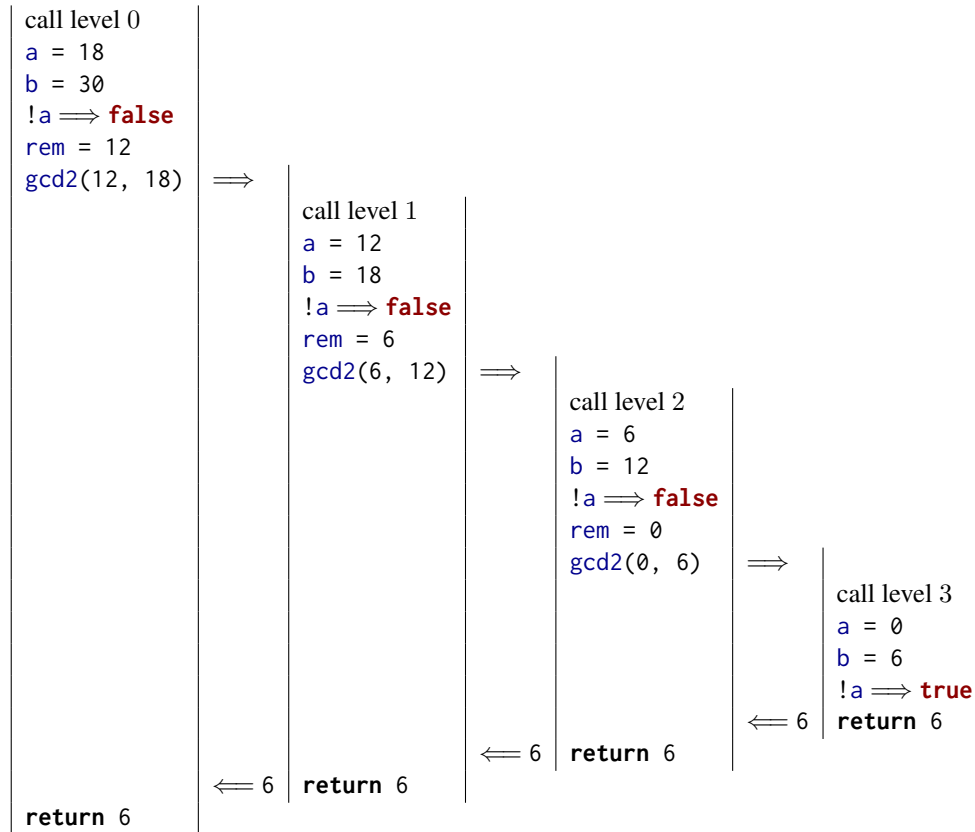 call level 0
a = 18
b = 30
!a ⟹ false
rem = 12
gcd2(12, 18) ⟹
call level 1
a = 12
b = 18
!a ⟹ false
rem = 6
gcd2(6, 12) ⟹
call level 2
a = 6
b = 12
!a ⟹ false
rem = 0
gcd2(0, 6) ⟹
call level 3
a = 0
b = 6
!a ⟹ true
⟸ 6 return 6
⟸ 6 return 6
⟸ 6 return 6
return 6